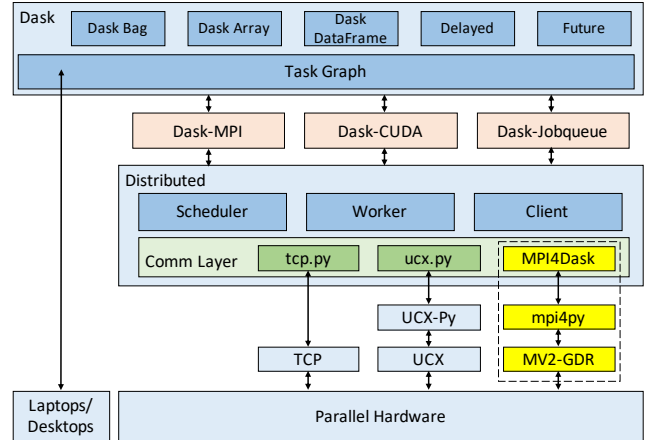 Dask
Dask Bag
Dask Array
Dask
DataFrame
Delayed
Future
Task Graph
Dask-MPI
Dask-CUDA
Dask-Jobqueue
Distributed
Scheduler
Worker
Client
Comm Layer
tcp.py
ucx.py
MPI4Dask
UCX-Py
mpi4py
TCP
UCX
MV2-GDR
Laptops/
Desktops
Parallel Hardware